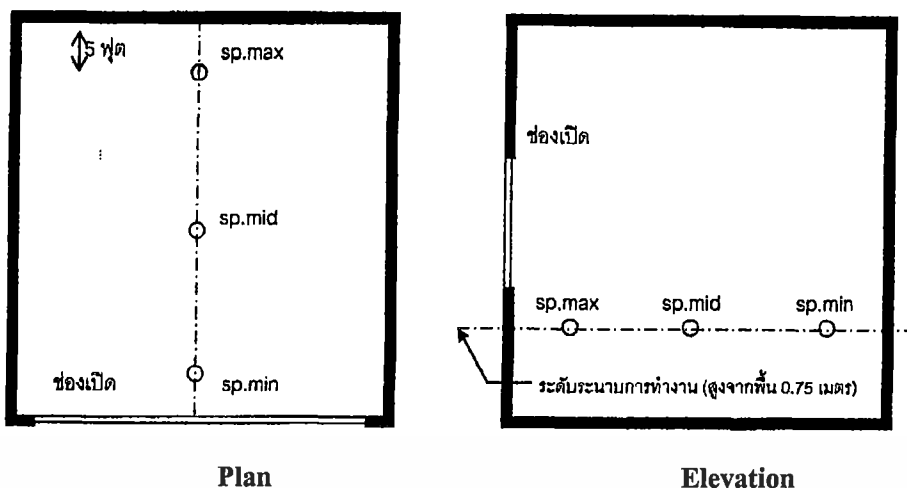 5 ฟุต
sp.max
sp.mid
ช่องเปิด
sp.min
Plan
ช่องเปิด
sp.max
sp.mid
sp.min
ระดับระนาบการทำงาน (สูงจากพื้น 0.75 เมตร)
Elevation